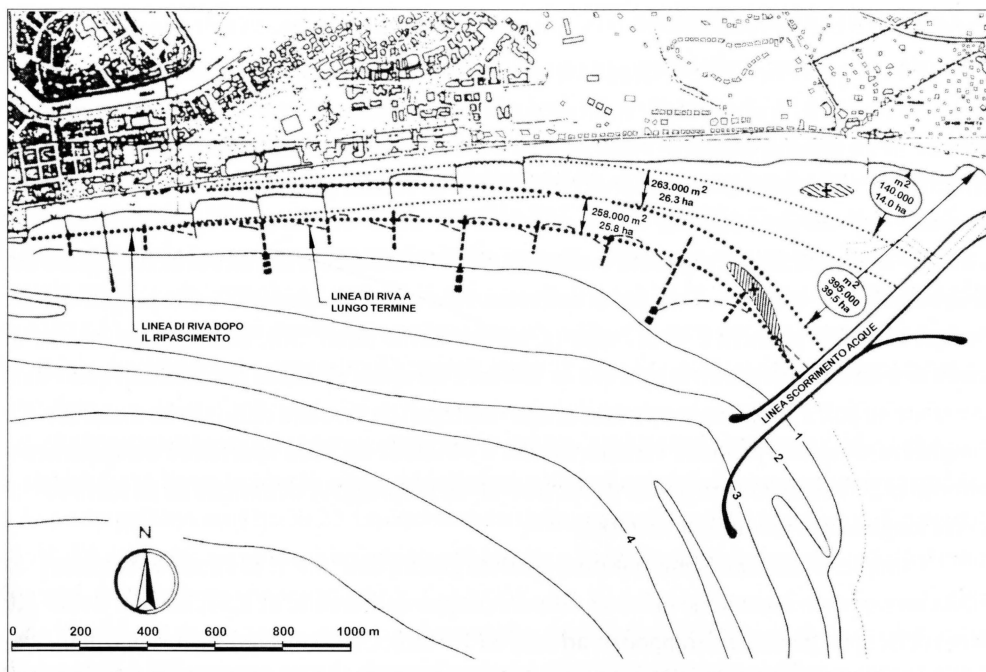 263.000 m²
26.3 ha
258.000 m²
25.8 ha
m²
140.000
14.0 ha
m²
395.000
39.5 ha
LINEA DI RIVA A
LUNGO TERMINE
LINEA DI RIVA DOPO
IL RIPASCIMENTO
LINEA SCORRIMENTO ACQUE
1
2
3
4
N
0 200 400 600 800 1000 m